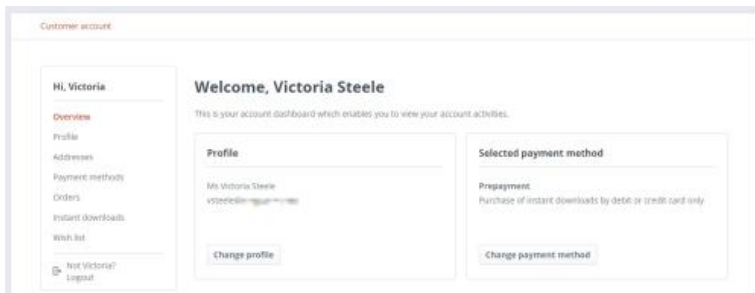 Customer account
Hi, Victoria
Overview
Profile
Addresses
Payment methods
Orders
Instant downloads
Wish list
Not Victoria?
Logout
Welcome, Victoria Steele
This is your account dashboard which enables you to view your account activities.
Profile
Ms Victoria Steele
Change profile
Selected payment method
Prepayment
Purchase of instant downloads by debit or credit card only
Change payment method